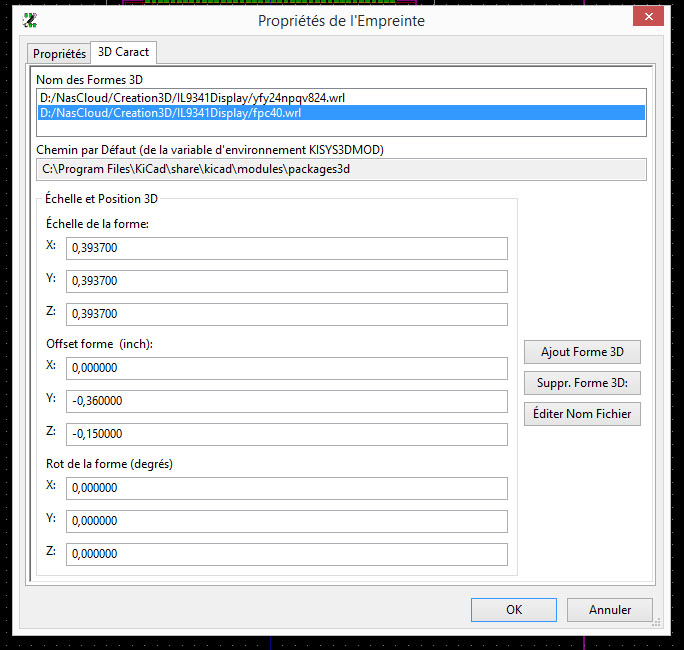 Propriétés de l'Empreinte
Propriétés 3D Caract
Nom des Formes 3D
D:/NasCloud/Creation3D/IL9341Display/yfy24npqv824.wrl
D:/NasCloud/Creation3D/IL9341Display/fpc40.wrl
Chemin par Défaut (de la variable d'environnement KISYS3DMOD)
C:\Program Files\KiCad\share\kicad\modules\packages3d
Échelle et Position 3D
Échelle de la forme:
X: 0,393700
Y: 0,393700
Z: 0,393700
Offset forme (inch):
X: 0,000000
Y: -0,360000
Z: -0,150000
Rot de la forme (degrés)
X: 0,000000
Y: 0,000000
Z: 0,000000
Ajout Forme 3D
Suppr. Forme 3D:
Éditer Nom Fichier
OK Annuler